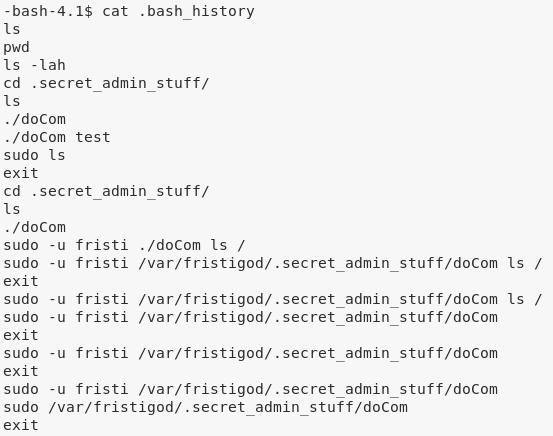 -bash-4.1$ cat .bash_history
ls
pwd
ls -lah
cd .secret_admin_stuff/
ls
./doCom
./doCom test
sudo ls
exit
cd .secret_admin_stuff/
ls
./doCom
sudo -u fristi ./doCom ls /
sudo -u fristi /var/fristigod/.secret_admin_stuff/doCom ls /
exit
sudo -u fristi /var/fristigod/.secret_admin_stuff/doCom ls /
sudo -u fristi /var/fristigod/.secret_admin_stuff/doCom
exit
sudo -u fristi /var/fristigod/.secret_admin_stuff/doCom
exit
sudo -u fristi /var/fristigod/.secret_admin_stuff/doCom
sudo /var/fristigod/.secret_admin_stuff/doCom
exit